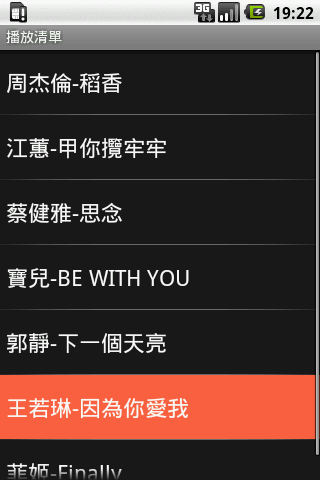 3G
19:22
播放清單
周杰倫-稻香
江蕙-甲你攬牢牢
蔡健雅-思念
寶兒-BE WITH YOU
郭靜-下一個天亮
王若琳-因為你愛我
菲姬-Finally